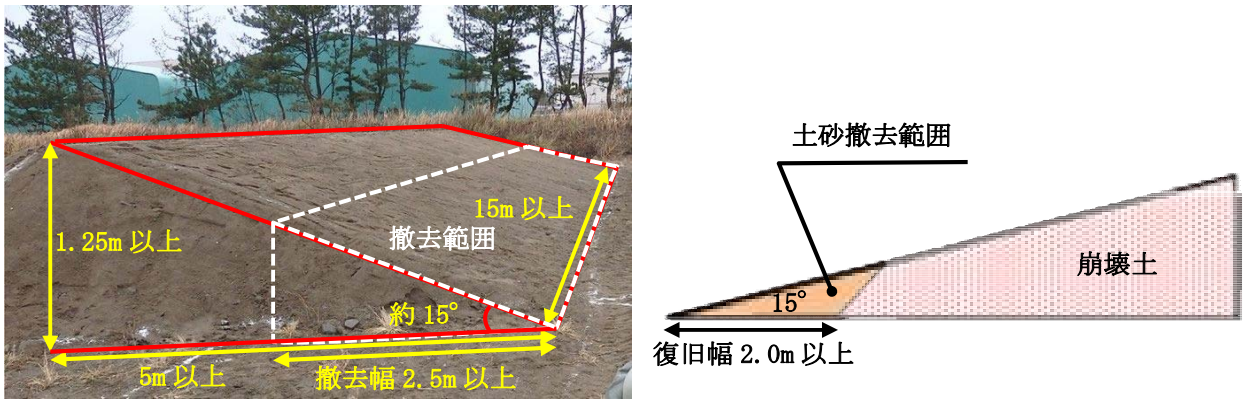 1.25m 以上
15m 以上
撤去範囲
約 15°
5m 以上
撤去幅 2.5m 以上
土砂撤去範囲
崩壊土
15°
復旧幅 2.0m 以上